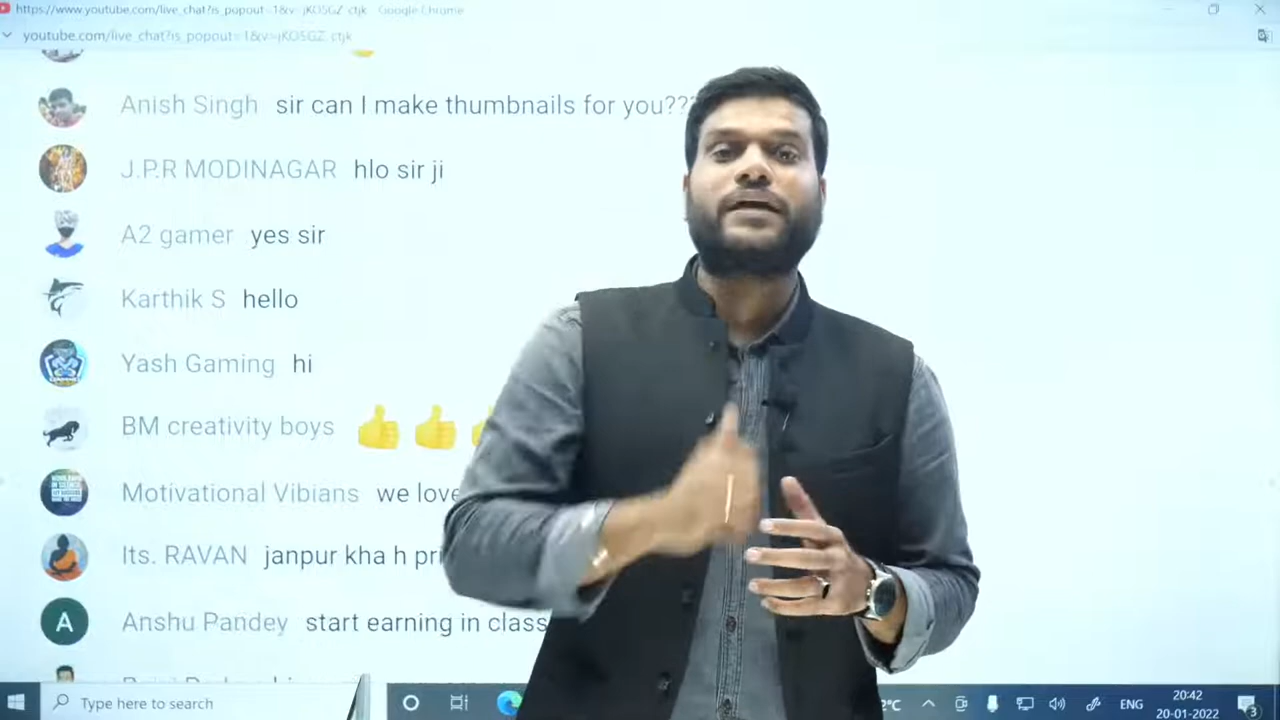 https://www.youtube.com/live_chat?is_popout=1&v=jKO5GZ_ctjk - Google Chrome
youtube.com/live_chat?is_popout=1&v=jKO5GZ_ctjk
Anish Singh sir can I make thumbnails for you???
J.P.R MODINAGAR hlo sir ji
A2 gamer yes sir
Karthik S hello
Yash Gaming hi
BM creativity boys 👍👍
Motivational Vibians we love
Its. RAVAN janpur kha h pri
A
Anshu Pandey start earning in class
Type here to search
2°C ENG 20:42
20-01-2022
3